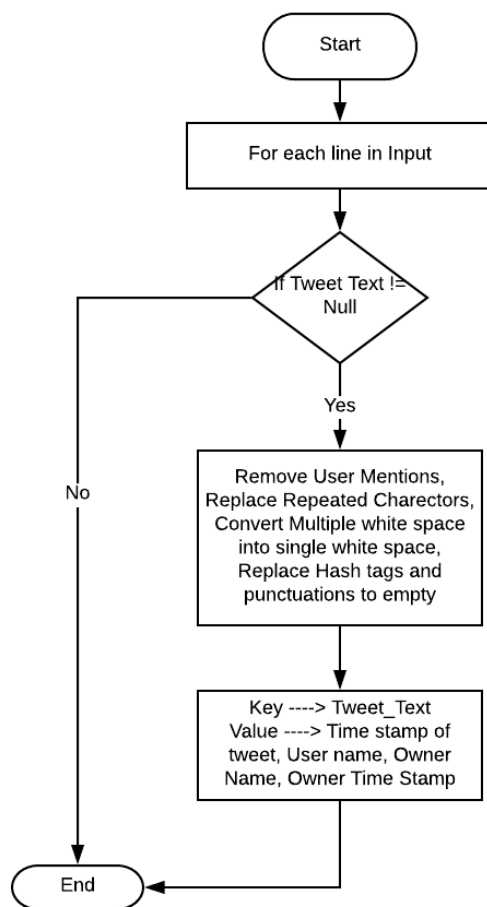 Start
For each line in Input
If Tweet Text !=
Null
Yes
No
Remove User Mentions,
Replace Repeated Charectors,
Convert Multiple white space
into single white space,
Replace Hash tags and
punctuations to empty
Key ----> Tweet_Text
Value ----> Time stamp of
tweet, User name, Owner
Name, Owner Time Stamp
End